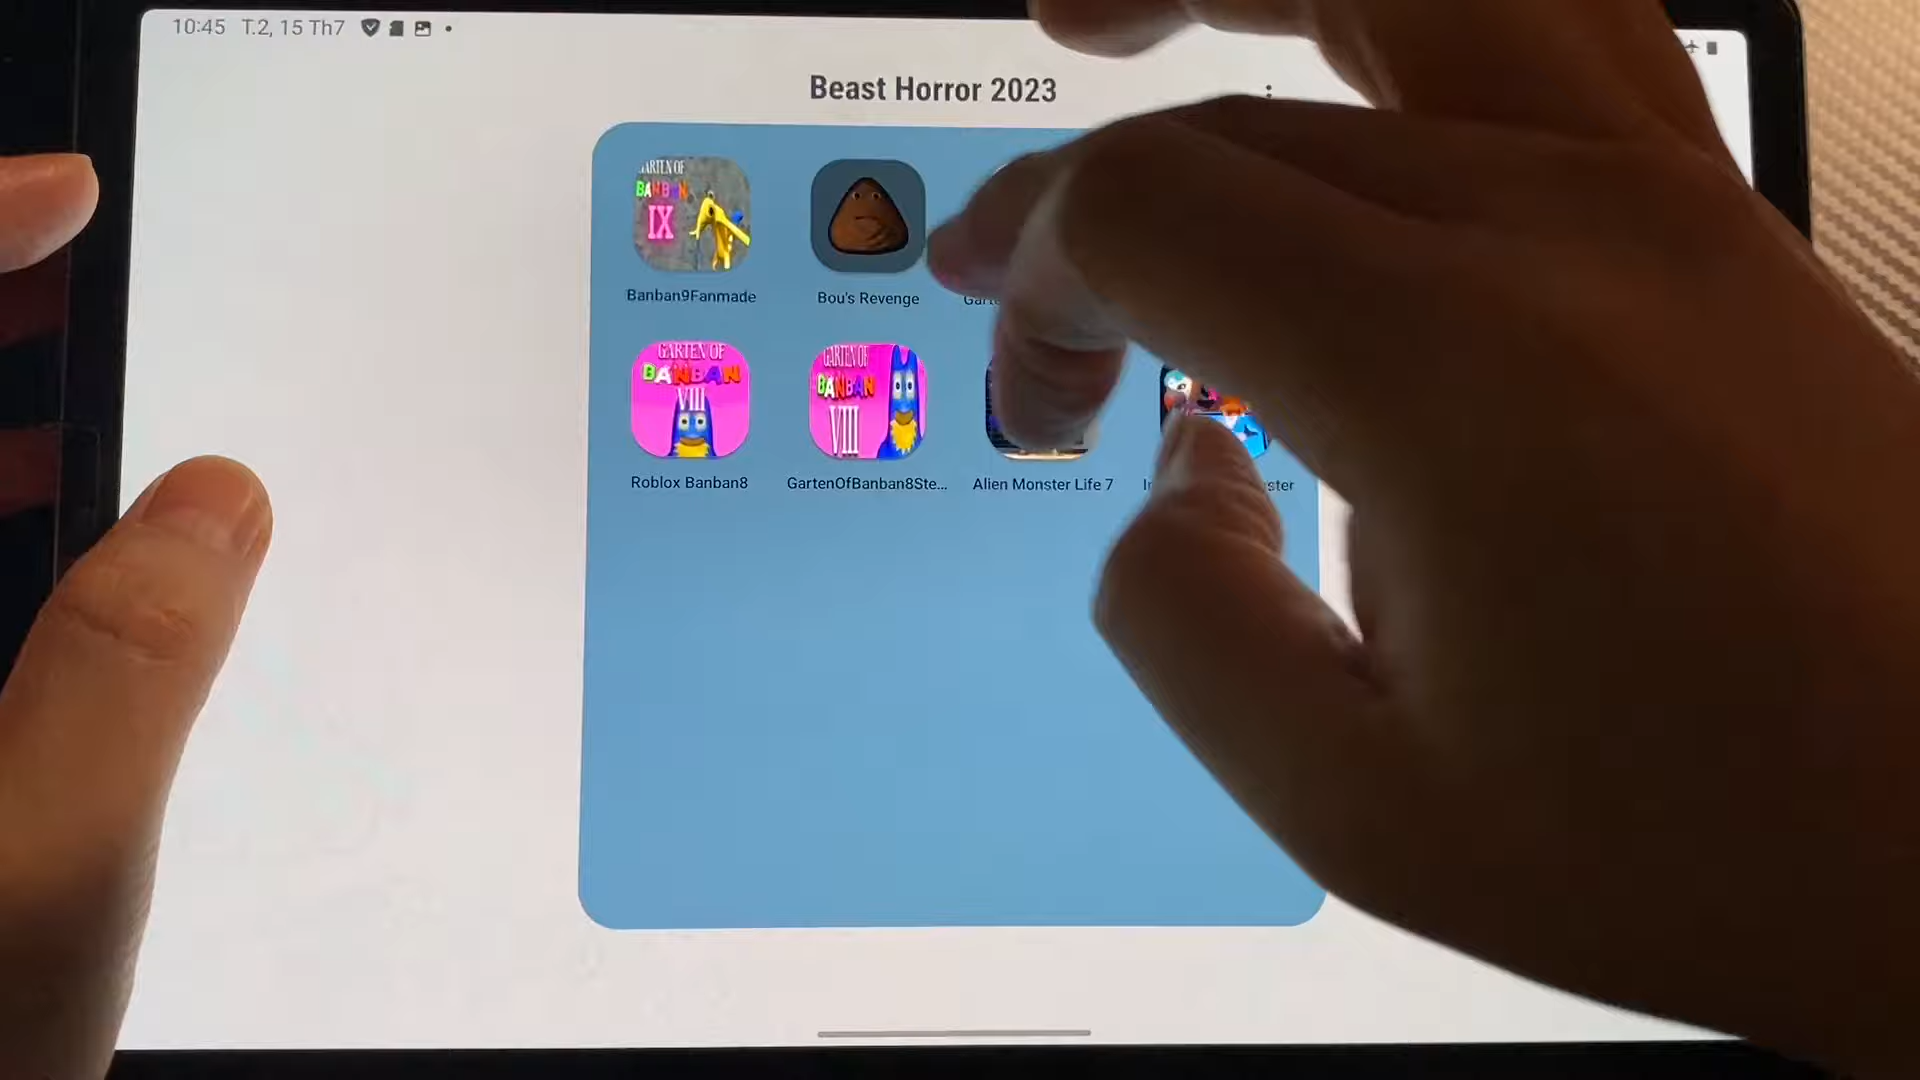 10:45 T.2, 15 Th7
Beast Horror 2023
GARTEN OF
BANBAN
IX
Banban9Fanmade
Bou's Revenge
GARTEN OF
BANBAN
VIII
Roblox Banban8
GARTEN OF
BANBAN
VIII
GartenOfBanban8Ste...
Alien Monster Life 7